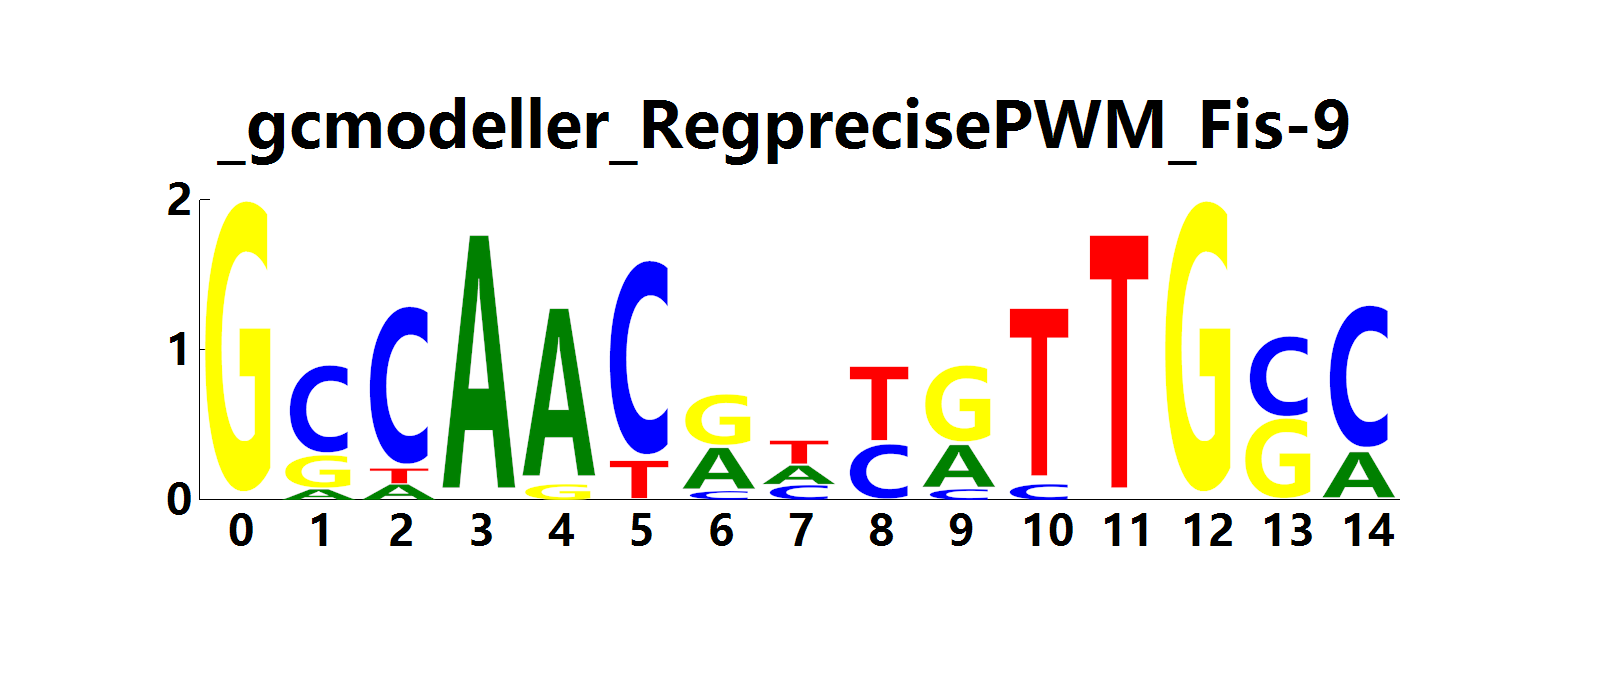 _gcmodeller_RegprecisePWM_Fis-9
2
1
0
G C C A A C G T T G T T G C C
G T G T A A C A C G A
A A C C C
0 1 2 3 4 5 6 7 8 9 10 11 12 13 14